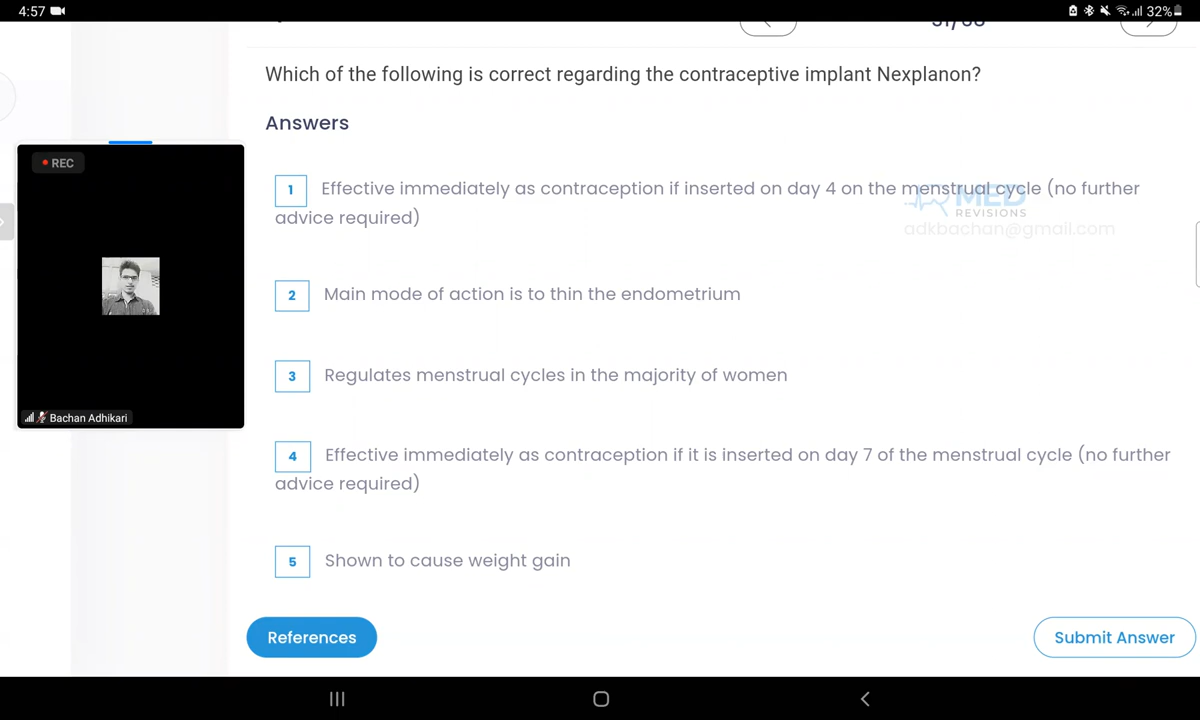 4:57
32%
Which of the following is correct regarding the contraceptive implant Nexplanon?
Answers
REC
1 Effective immediately as contraception if inserted on day 4 on the menstrual cycle (no further
advice required)
MED
REVISIONS
adkbachan@gmail.com
2 Main mode of action is to thin the endometrium
3 Regulates menstrual cycles in the majority of women
Bachan Adhikari
4 Effective immediately as contraception if it is inserted on day 7 of the menstrual cycle (no further
advice required)
5 Shown to cause weight gain
References
Submit Answer